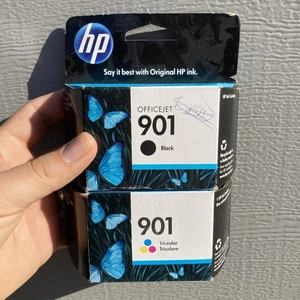 hp
Say it best with Original HP ink.
OFFICEJET
901
Black
901
Tri-color
Tricolore